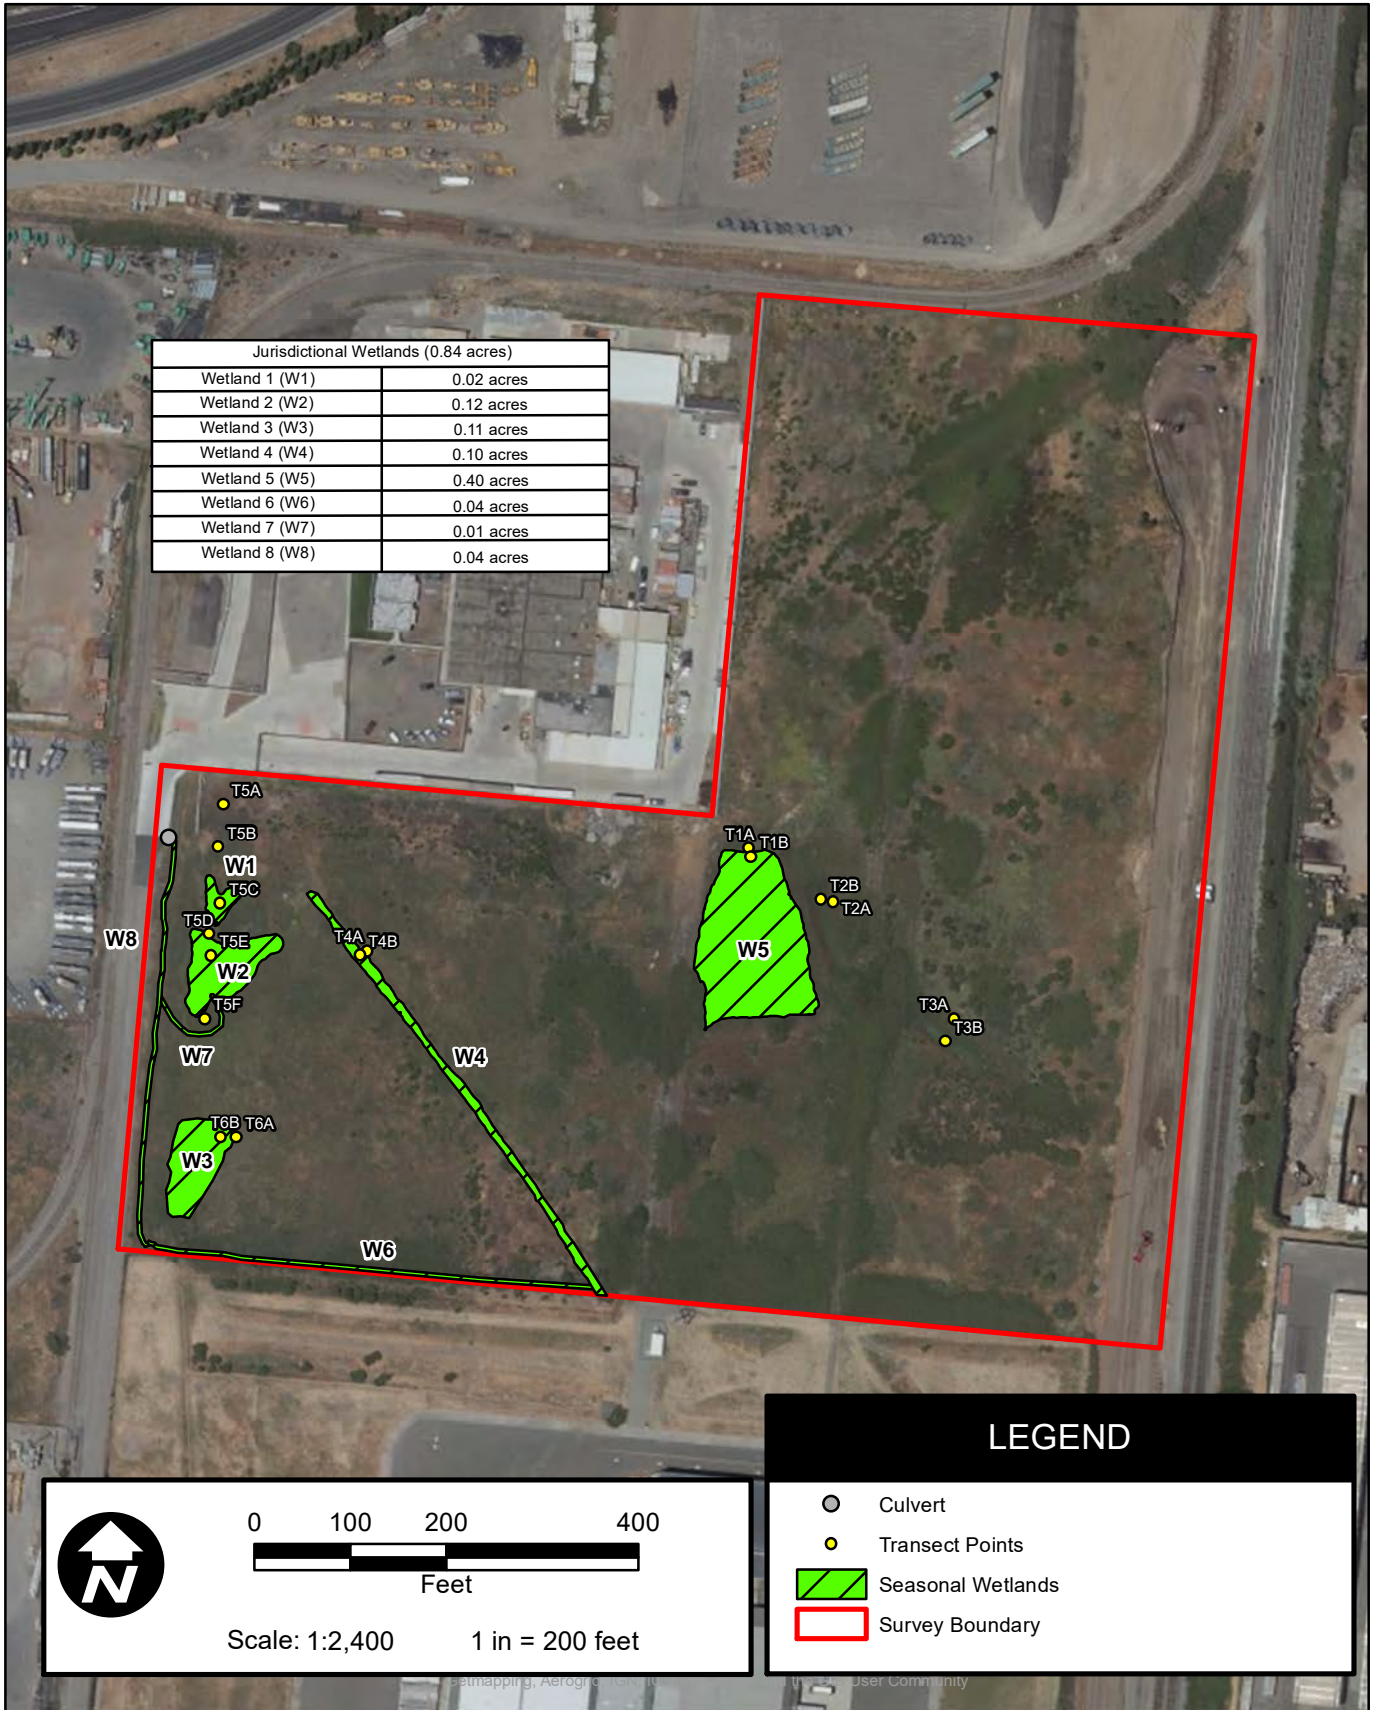 Jurisdictional Wetlands (0.84 acres)
Wetland 1 (W1) 0.02 acres
Wetland 2 (W2) 0.12 acres
Wetland 3 (W3) 0.11 acres
Wetland 4 (W4) 0.10 acres
Wetland 5 (W5) 0.40 acres
Wetland 6 (W6) 0.04 acres
Wetland 7 (W7) 0.01 acres
Wetland 8 (W8) 0.04 acres
T5A
T5B
W1
T5C
T5D
T5E
W2
T5F
W8
W7
T4A T4B
W4
T6B T6A
W3
W6
T1A
T1B
T2B
T2A
W5
T3A
T3B
LEGEND
Culvert
Transect Points
Seasonal Wetlands
Survey Boundary
N
0 100 200 400
Feet
Scale: 1:2,400 1 in = 200 feet
User Community